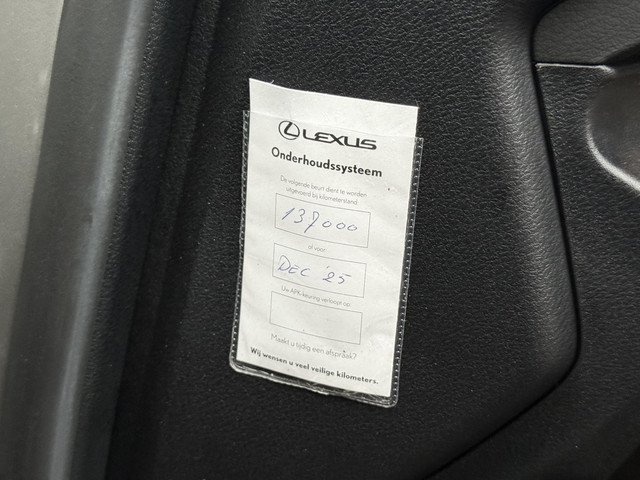 LEXUS
Onderhoudssysteem
De volgende beurt dient te worden
uitgevoerd bij kilometerstand:
137000
of voor:
DEC '25
Uw APK-keuring verloopt op:
Maakt u tijdig een afspraak?
Wij wensen u veel veilige kilometers.